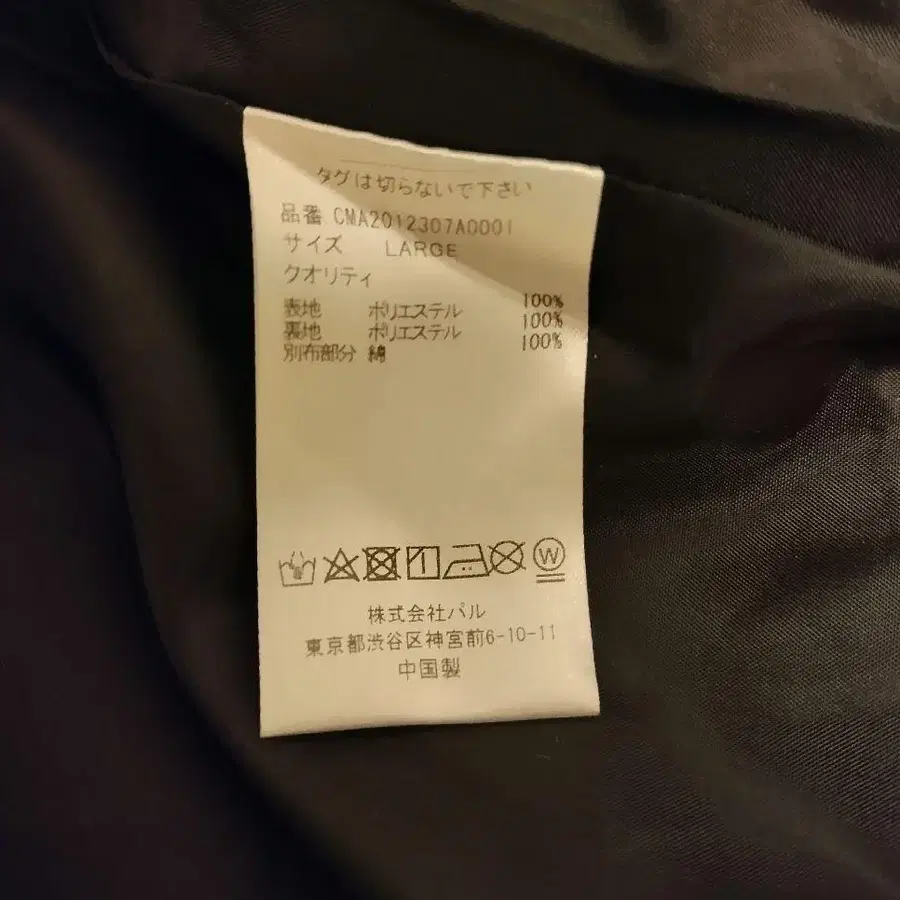 タグは切らないで下さい
品番 CMA2012307A0001
サイズ LARGE
クオリティ
表地 ポリエステル 100%
裏地 ポリエステル 100%
別布部分 綿 100%
W
株式会社パル
東京都渋谷区神宮前6-10-11
中国製